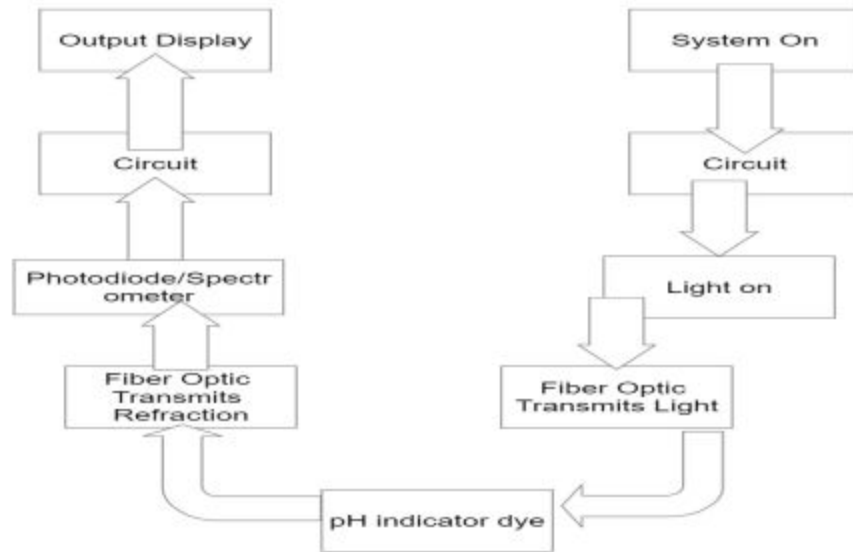 Output Display
System On
Circuit
Circuit
Photodiode/Spectr
ometer
Light on
Fiber Optic
Transmits
Refraction
Fiber Optic
Transmits Light
pH indicator dye